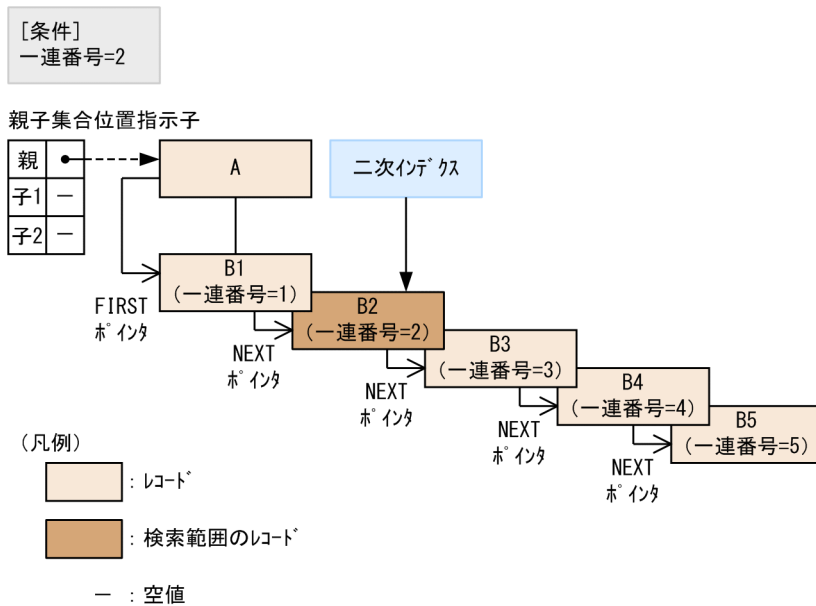 [条件]
一連番号=2
親子集合位置指示子
親
子1 －
子2 －
A
二次ｲﾝﾃﾞｸｽ
B1
(一連番号=1)
FIRST
ﾎﾟｲﾝﾀ
B2
(一連番号=2)
NEXT
ﾎﾟｲﾝﾀ
B3
(一連番号=3)
NEXT
ﾎﾟｲﾝﾀ
B4
(一連番号=4)
NEXT
ﾎﾟｲﾝﾀ
B5
(一連番号=5)
NEXT
ﾎﾟｲﾝﾀ
(凡例)
：ﾚｺｰﾄﾞ
：検索範囲のﾚｺｰﾄﾞ
－ ：空値